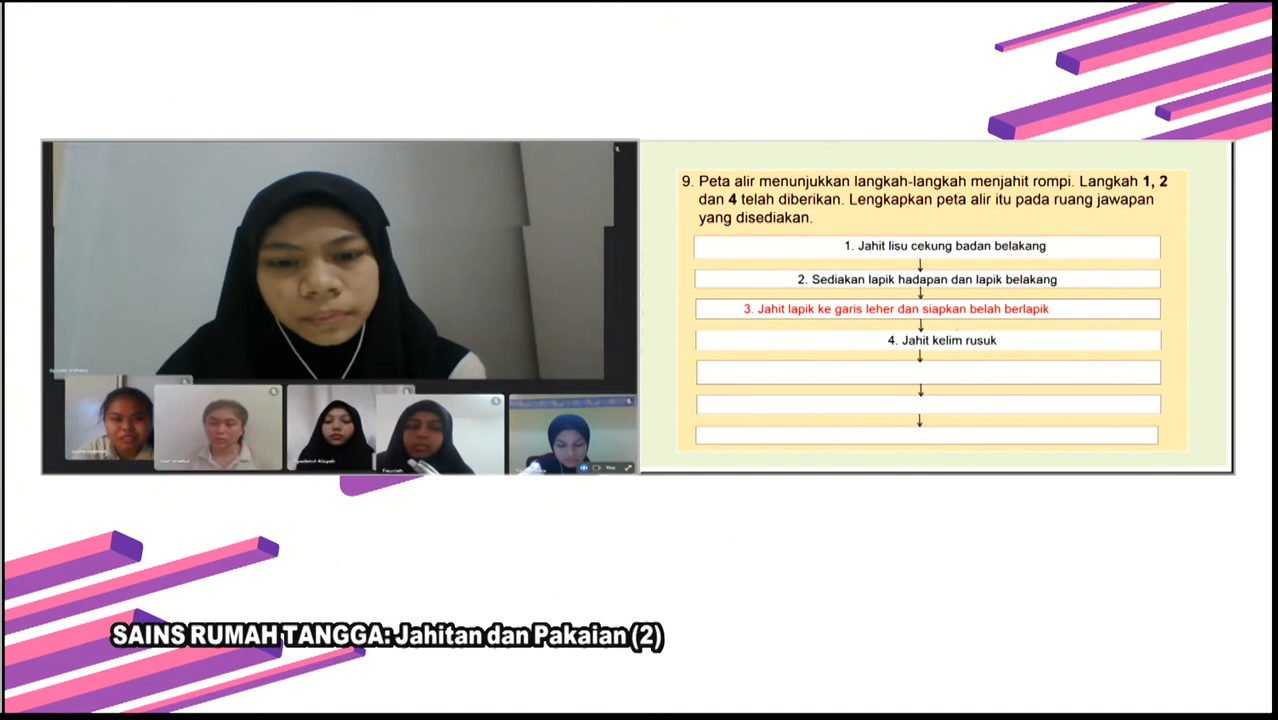 9. Peta alir menunjukkan langkah-langkah menjahit rompi. Langkah 1, 2
dan 4 telah diberikan. Lengkapkan peta alir itu pada ruang jawapan
yang disediakan.
1. Jahit lisu cekung badan belakang
2. Sediakan lapik hadapan dan lapik belakang
3. Jahit lapik ke garis leher dan siapkan belah berlapik
4. Jahit kelim rusuk
You
SAINS RUMAH TANGGA: Jahitan dan Pakaian (2)